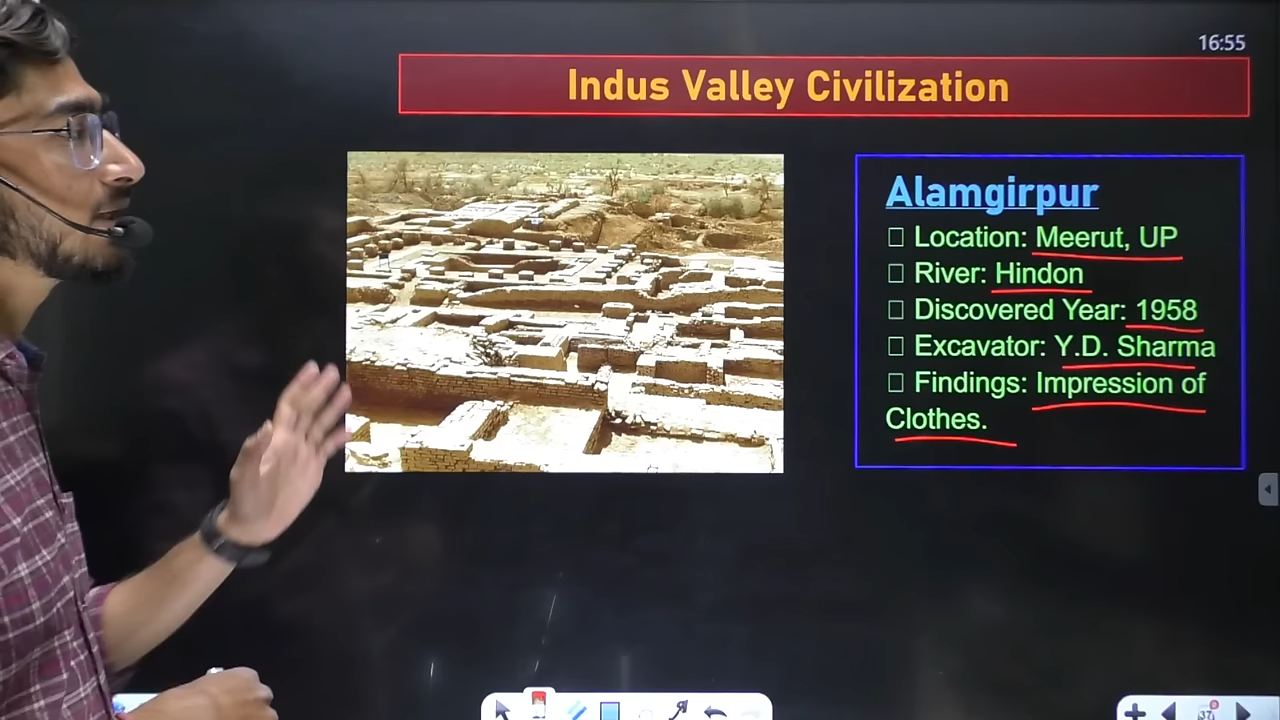 16:55
Indus Valley Civilization
Alamgirpur
Location: Meerut, UP
River: Hindon
Discovered Year: 1958
Excavator: Y.D. Sharma
Findings: Impression of
Clothes.
37